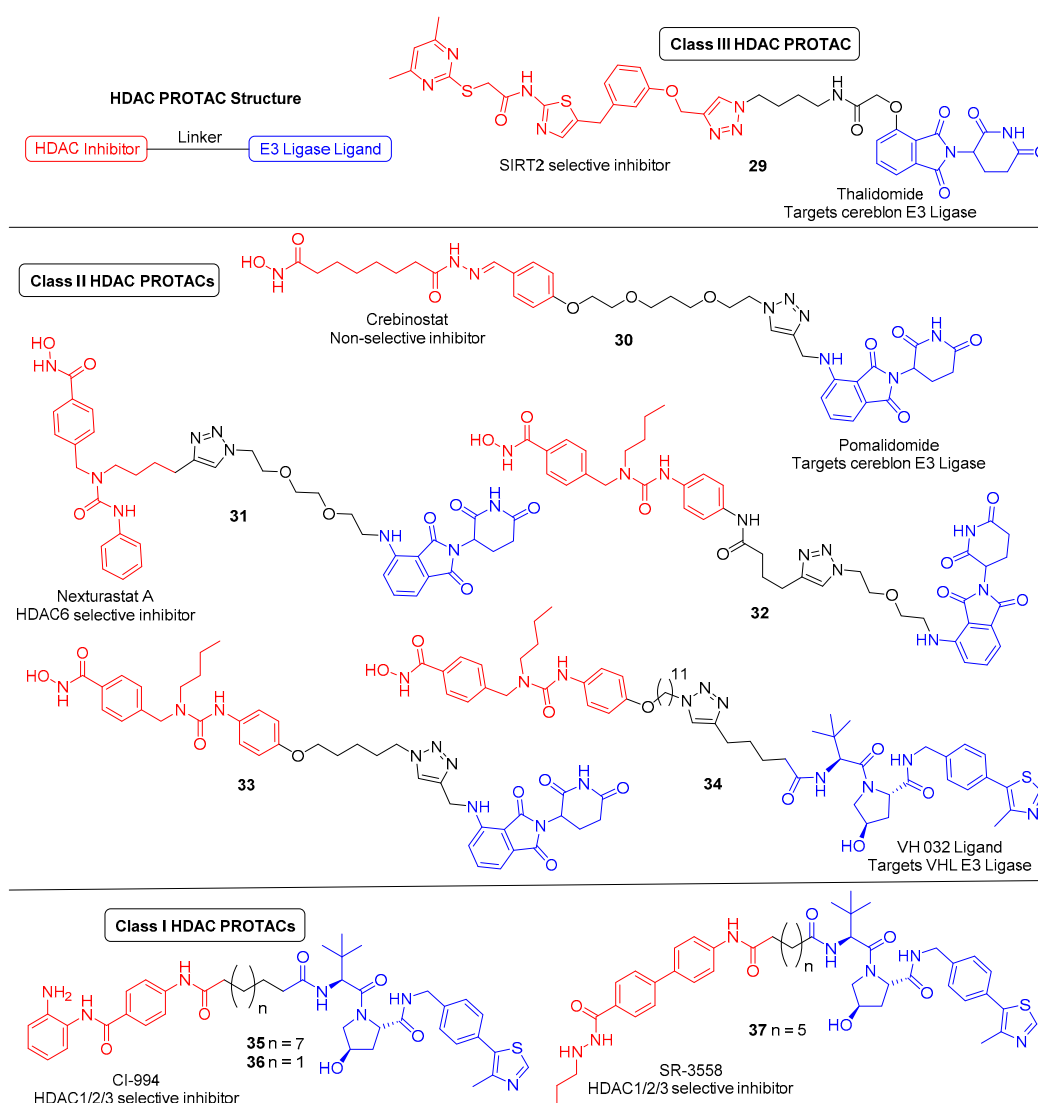 Class III HDAC PROTAC
HDAC PROTAC Structure
HDAC Inhibitor
Linker
E3 Ligase Ligand
SIRT2 selective inhibitor
29
Thalidomide
Targets cereblon E3 Ligase
Class II HDAC PROTACs
Crebinostat
Non-selective inhibitor
30
Pomalidomide
Targets cereblon E3 Ligase
31
Nexturastat A
HDAC6 selective inhibitor
32
11
33
34
VH 032 Ligand
Targets VHL E3 Ligase
Class I HDAC PROTACs
35 n = 7
36 n = 1
CI-994
HDAC1/2/3 selective inhibitor
n
n
37 n = 5
SR-3558
HDAC1/2/3 selective inhibitor